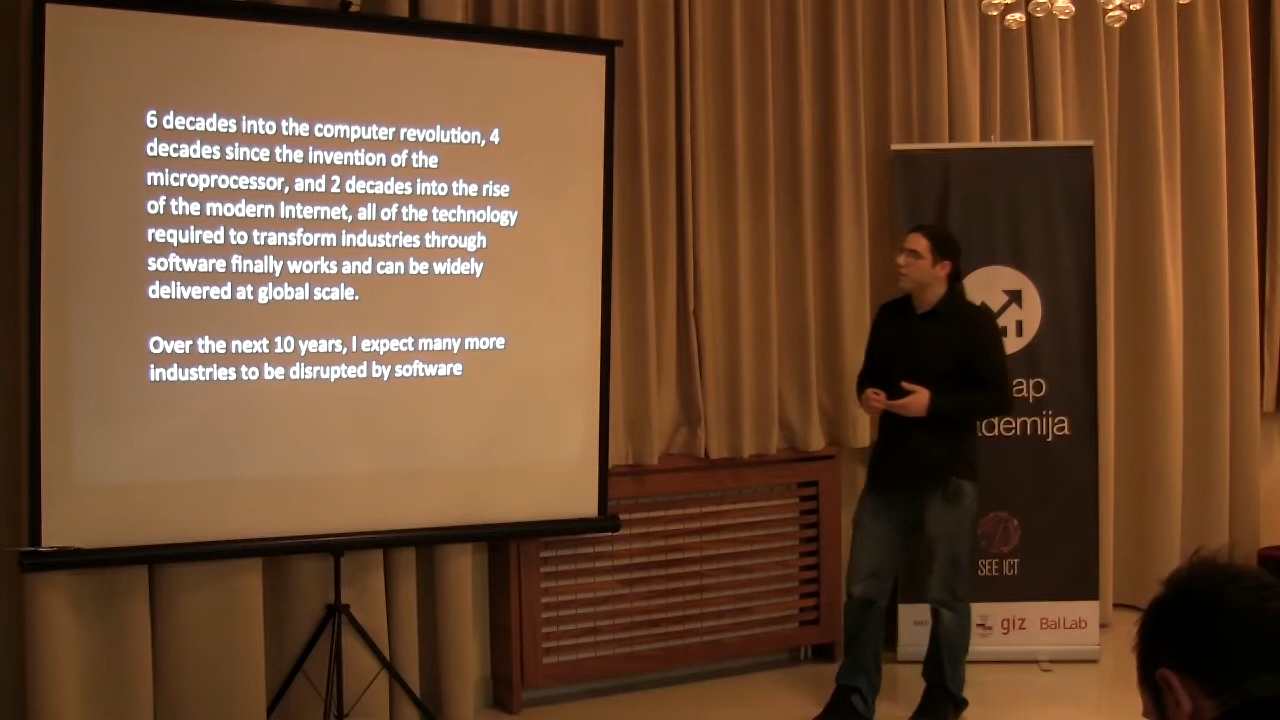 6 decades into the computer revolution, 4
decades since the invention of the
microprocessor, and 2 decades into the rise
of the modern Internet, all of the technology
required to transform industries through
software finally works and can be widely
delivered at global scale.
Over the next 10 years, I expect many more
industries to be disrupted by software
ap
demija
SEE ICT
giz BalLab